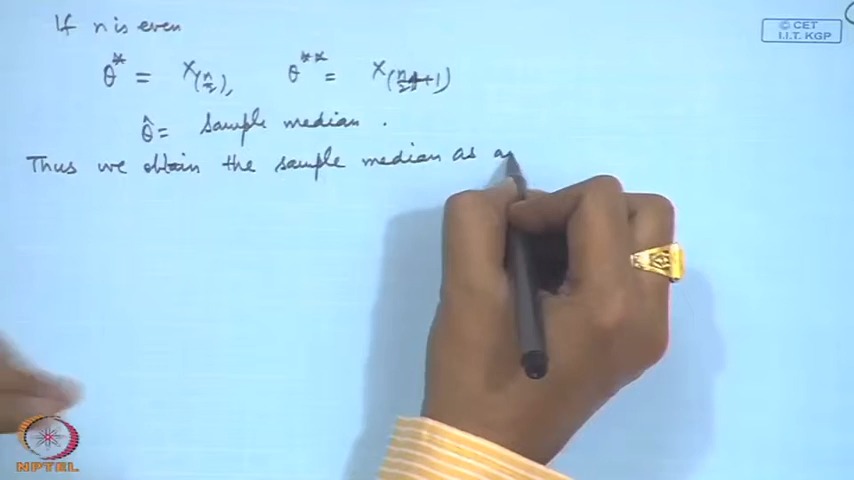 If n is even
© CET
I.I.T. KGP
θ* = X(n/2), θ** = X(n/2+1)
θ̂ = Sample median .
Thus we obtain the sample median as a
NPTEL